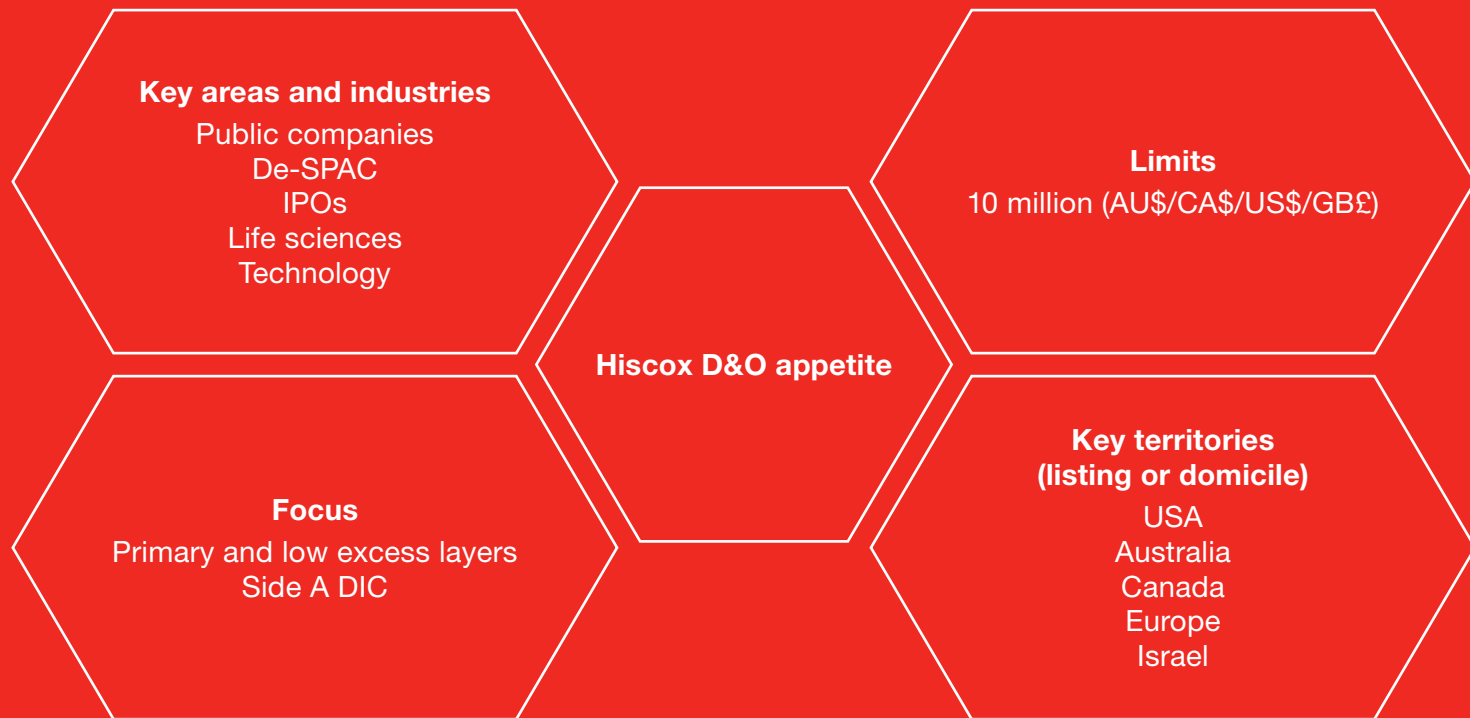 Key areas and industries
Public companies
De-SPAC
IPOs
Life sciences
Technology
Limits
10 million (AU$/CA$/US$/GB£)
Hiscox D&O appetite
Focus
Primary and low excess layers
Side A DIC
Key territories
(listing or domicile)
USA
Australia
Canada
Europe
Israel